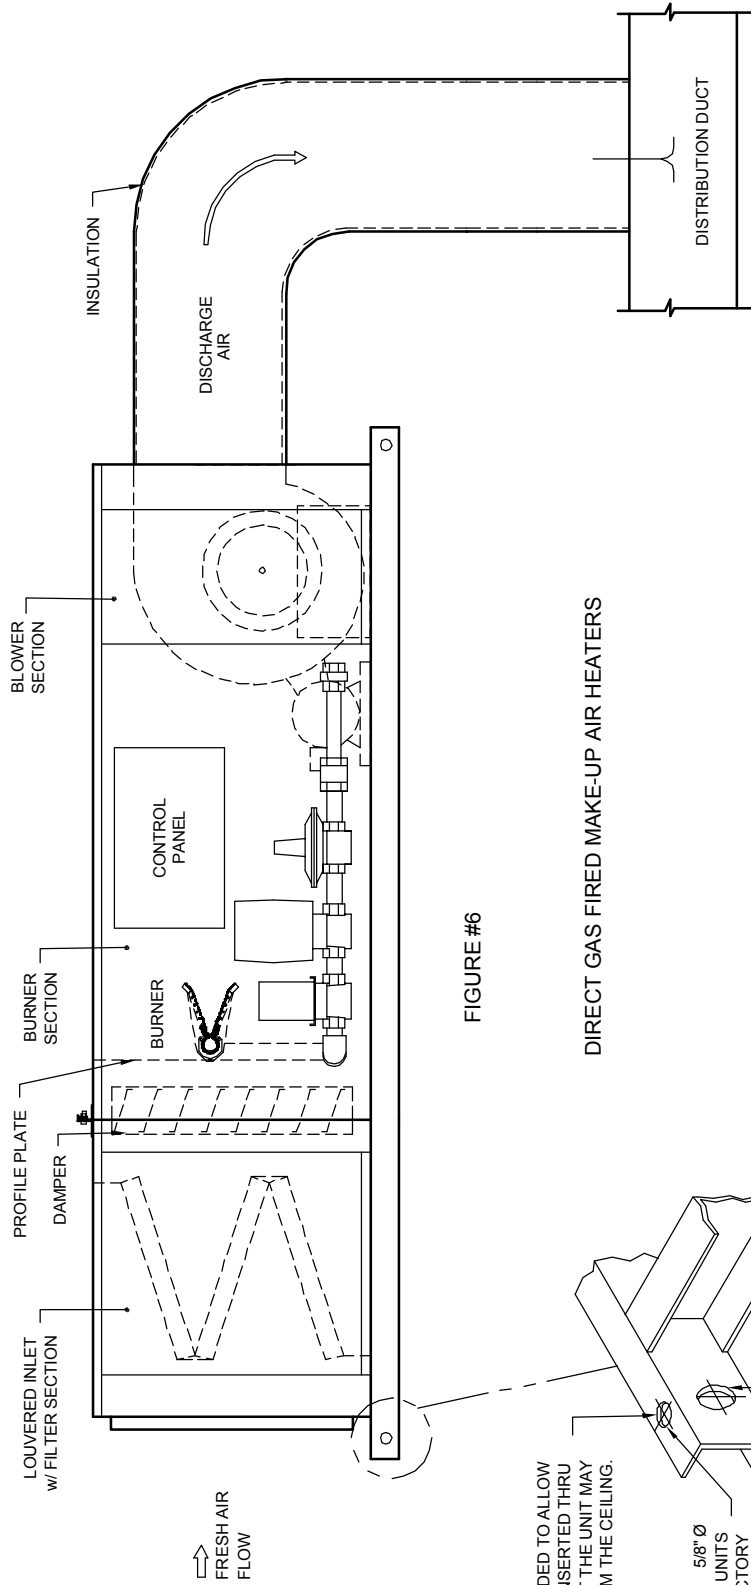 INSULATION
DISCHARGE
AIR
DISTRIBUTION DUCT
BLOWER
SECTION
CONTROL
PANEL
BURNER
SECTION
BURNER
PROFILE PLATE
DAMPER
LOUVERED INLET
w/ FILTER SECTION
FRESH AIR
FLOW
FIGURE #6
DIRECT GAS FIRED MAKE-UP AIR HEATERS
DED TO ALLOW
NSERTED THRU
T THE UNIT MAY
M THE CEILING.
5/8" Ø
UNITS
CTORY